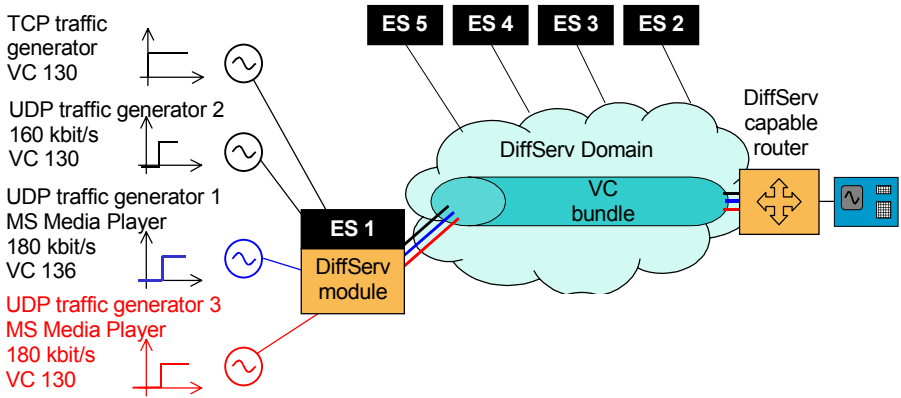 TCP traffic
generator
VC 130
UDP traffic generator 2
160 kbit/s
VC 130
UDP traffic generator 1
MS Media Player
180 kbit/s
VC 136
UDP traffic generator 3
MS Media Player
180 kbit/s
VC 130
ES 1
DiffServ
module
ES 5
ES 4
ES 3
ES 2
DiffServ Domain
VC
bundle
DiffServ
capable
router